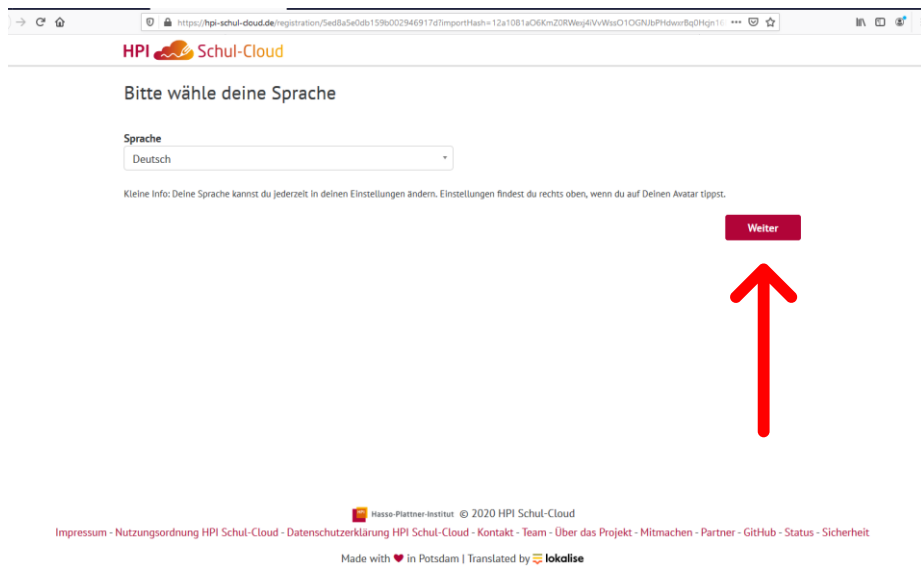 https://hpi-schul-cloud.de/registration/
HPI Schul-Cloud
Bitte wähle deine Sprache
Sprache
Deutsch
Kleine Info: Deine Sprache kannst du jederzeit in deinen Einstellungen ändern. Einstellungen findest du rechts oben, wenn du auf Deinen Avatar tippst.
Weiter
Hasso-Plattner-Institut © 2020 HPI Schul-Cloud
Impressum - Nutzungsordnung HPI Schul-Cloud - Datenschutzerklärung HPI Schul-Cloud - Kontakt - Team - Über das Projekt - Mitmachen - Partner - GitHub - Status - Sicherheit
Made with ❤ in Potsdam | Translated by lokalise